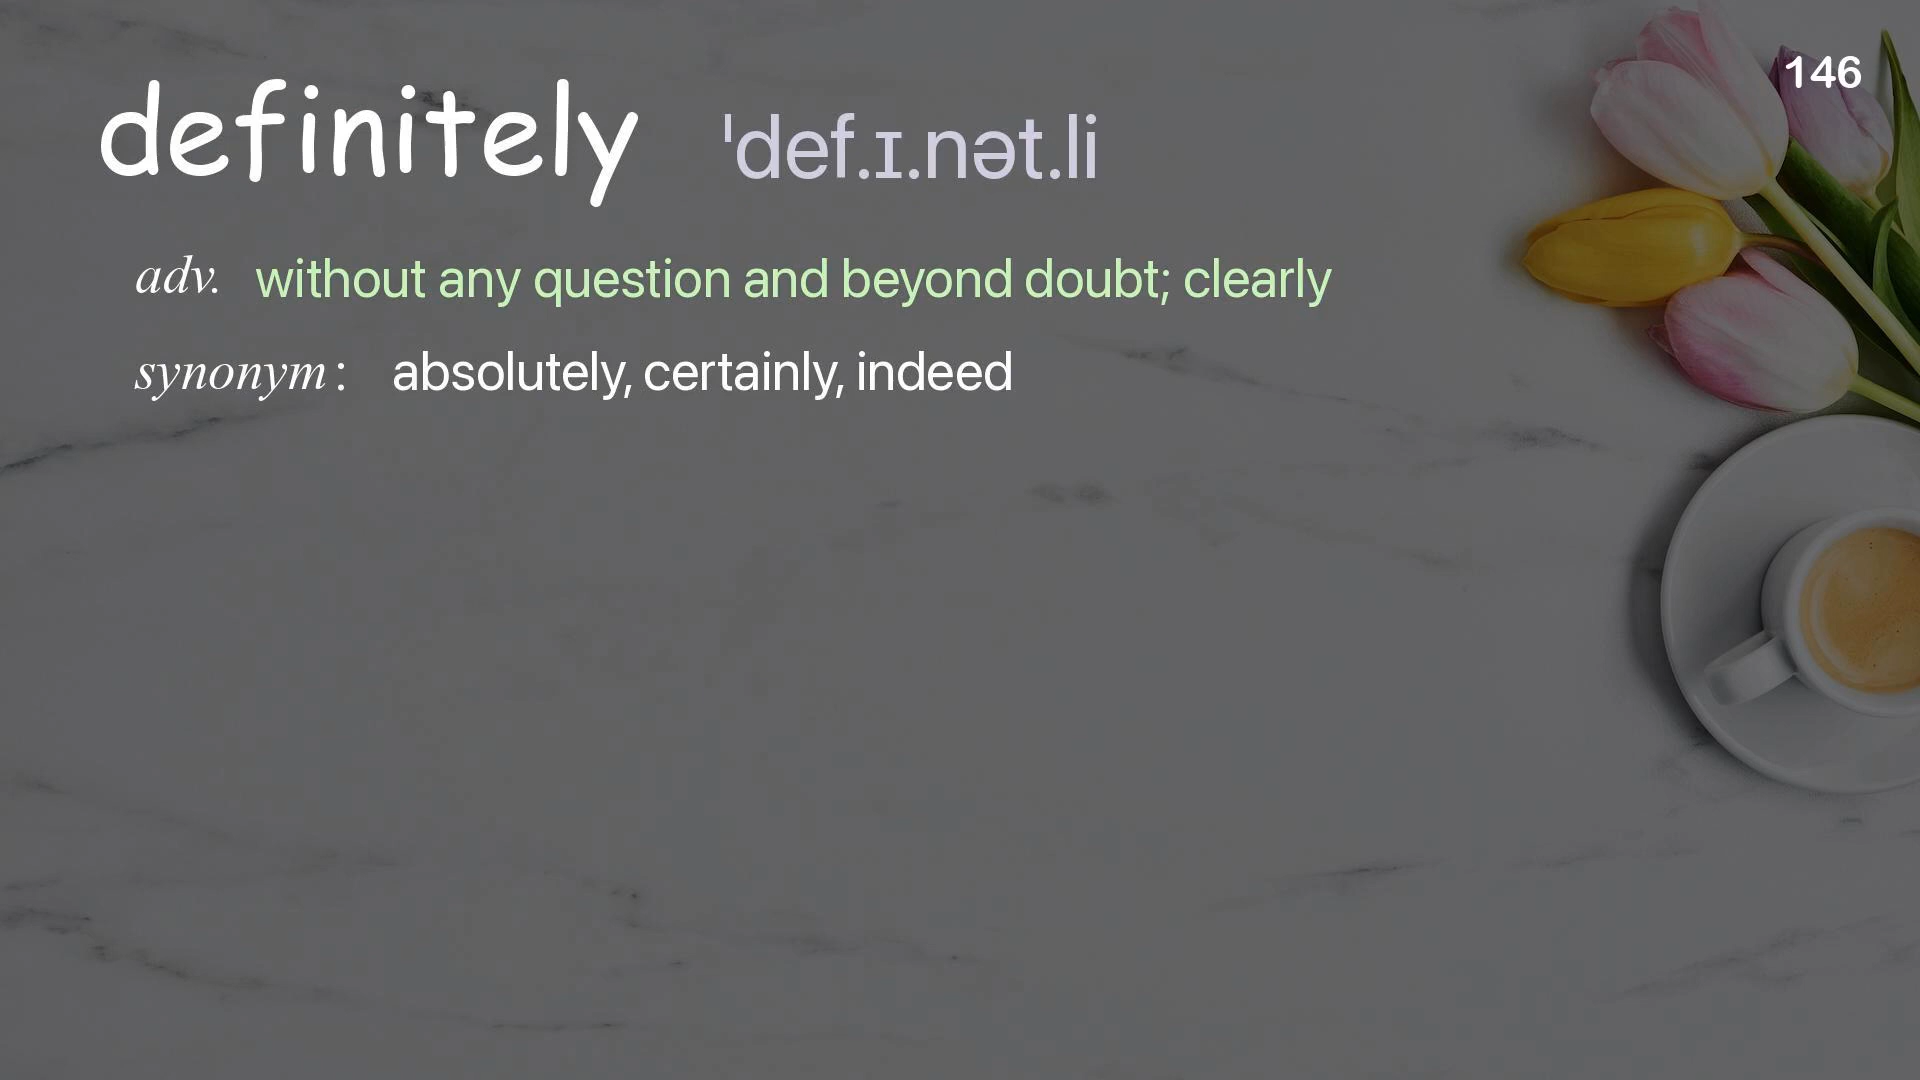 146
definitely ˈdef.ɪ.nət.li
adv. without any question and beyond doubt; clearly
synonym : absolutely, certainly, indeed